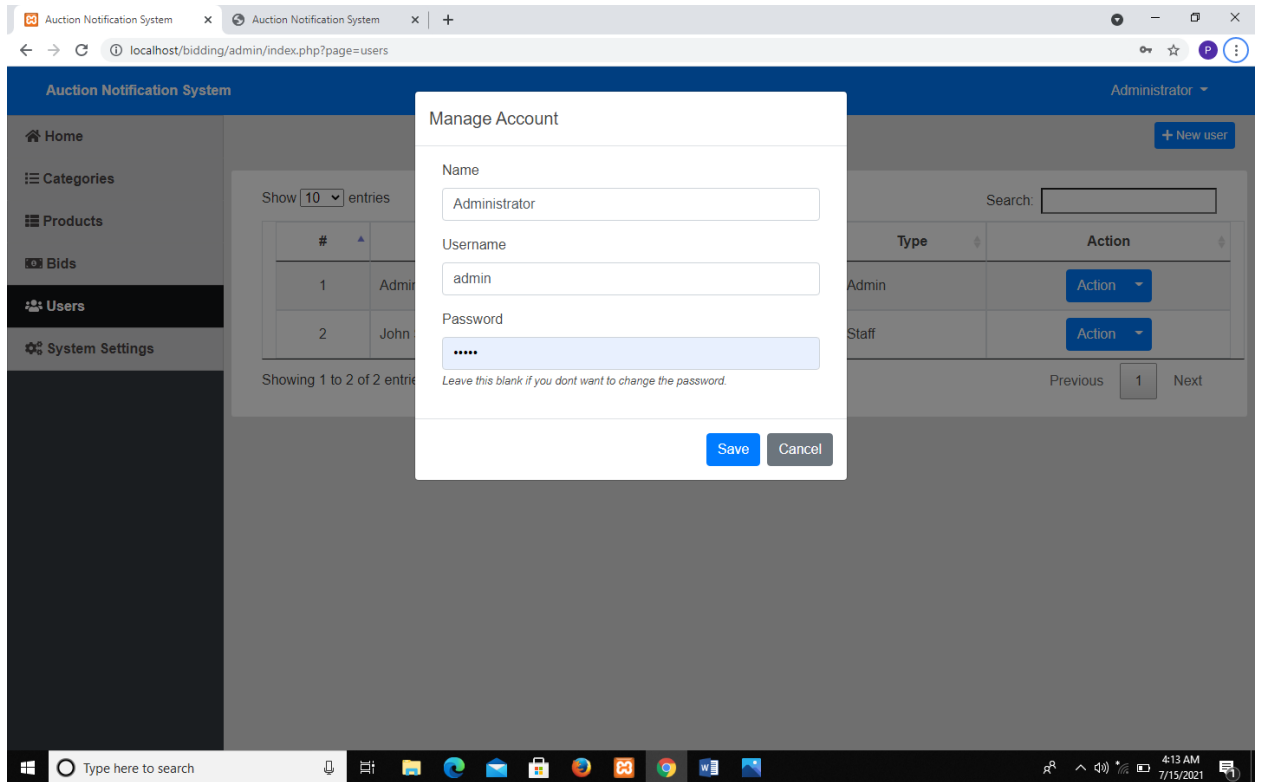 Auction Notification System
Auction Notification System
localhost/bidding/admin/index.php?page=users
P
Auction Notification System
Administrator
Manage Account
Home
+ New user
Name
Categories
Show 10 entries
Administrator
Search:
Products
# Type Action
Username
Bids
admin
1 Admin Action
Users
Password
2 John Staff Action
System Settings
•••••
Showing 1 to 2 of 2 entrie
Leave this blank if you dont want to change the password.
Previous 1 Next
Save Cancel
Type here to search
4:13 AM
7/15/2021